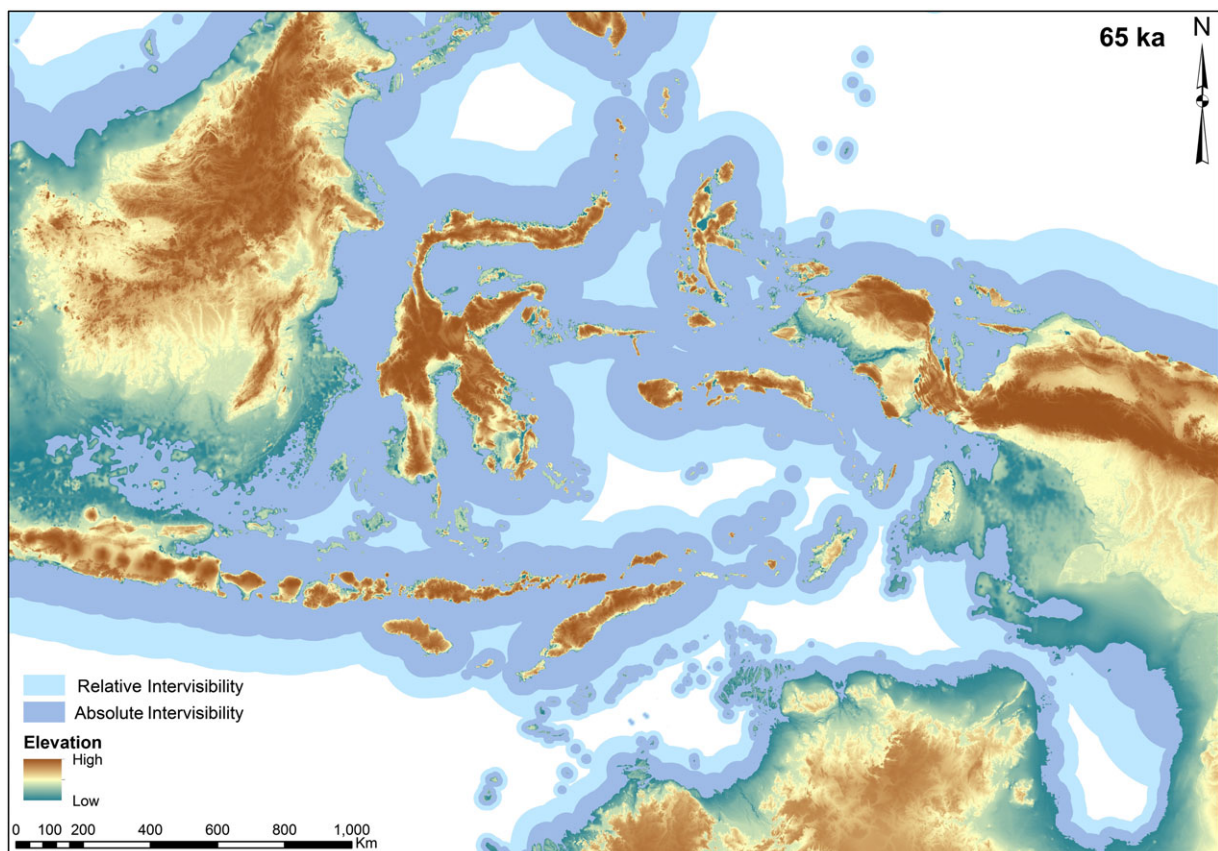 65 ka
N
Relative Intervisibility
Absolute Intervisibility
Elevation
High
Low
0 100 200 400 600 800 1,000
Km